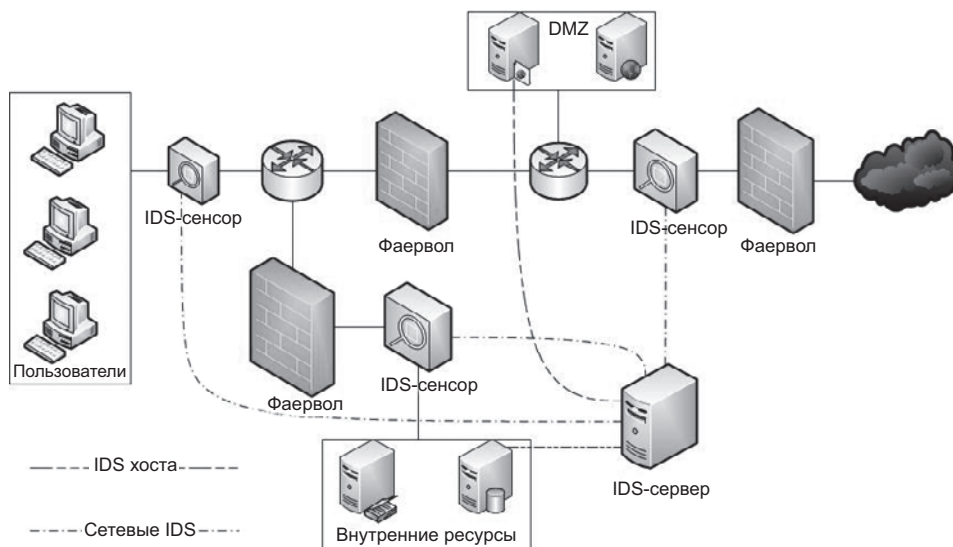 DMZ
IDS-сенсор
Фаервол
IDS-сенсор
Фаервол
Пользователи
Фаервол
IDS-сенсор
IDS хоста
IDS-сервер
Сетевые IDS
Внутренние ресурсы